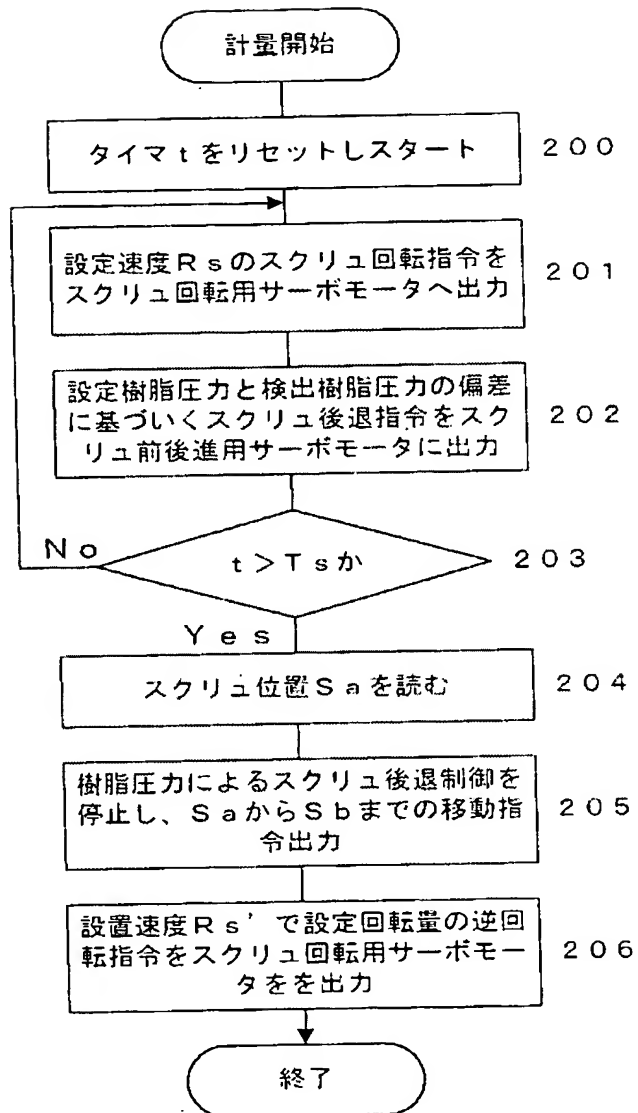 計量開始
タイマtをリセットしスタート
200
設定速度Rsのスクリュ回転指令を
スクリュ回転用サーボモータへ出力
201
設定樹脂圧力と検出樹脂圧力の偏差
に基づいくスクリュ後退指令をスク
リュ前後進用サーボモータに出力
202
No
t>Tsか
203
Yes
スクリュ位置Saを読む
204
樹脂圧力によるスクリュ後退制御を
停止し、SaからSbまでの移動指
令出力
205
設置速度Rs'で設定回転量の逆回
転指令をスクリュ回転用サーボモー
タをを出力
206
終了